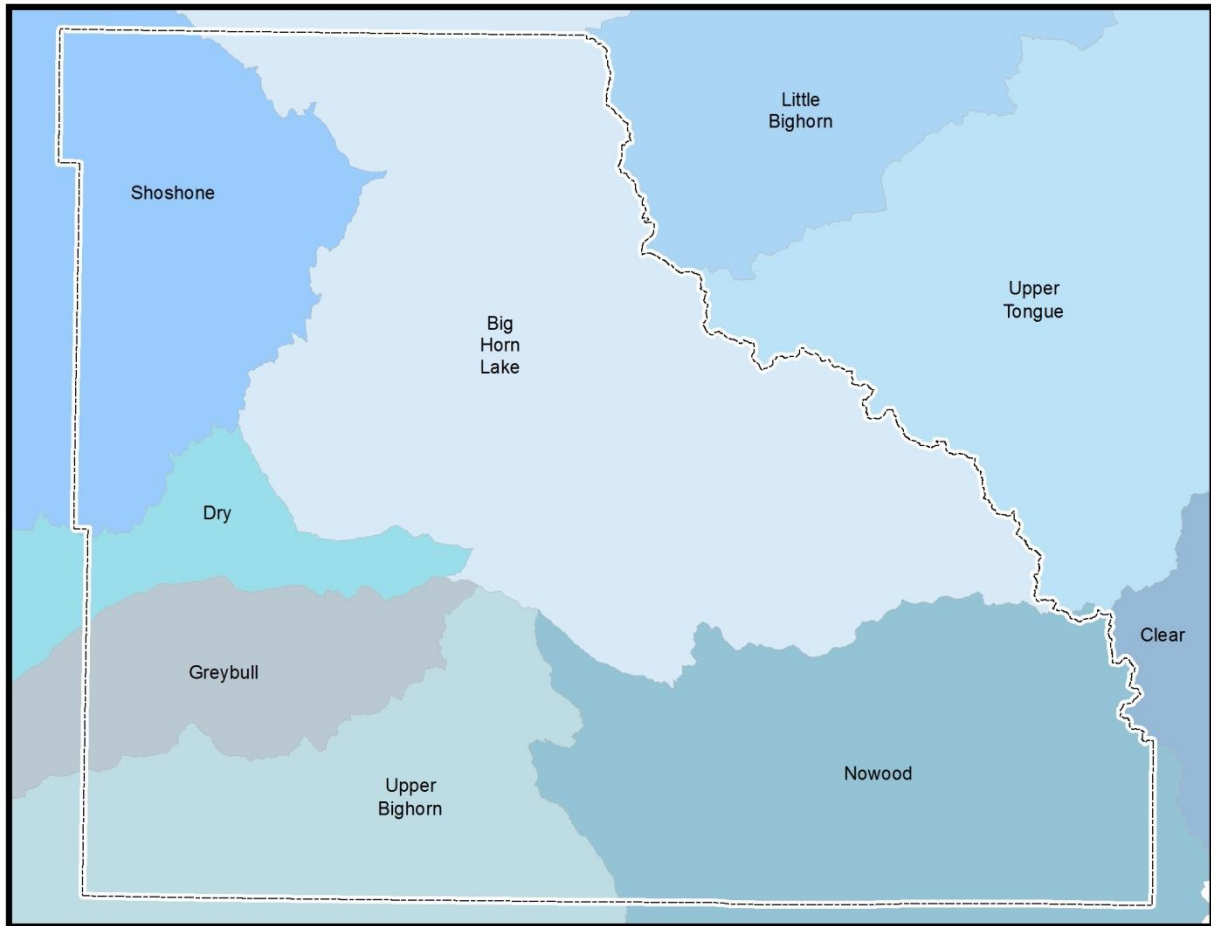 Little
Bighorn
Shoshone
Upper
Tongue
Big
Horn
Lake
Dry
Clear
Greybull
Nowood
Upper
Bighorn